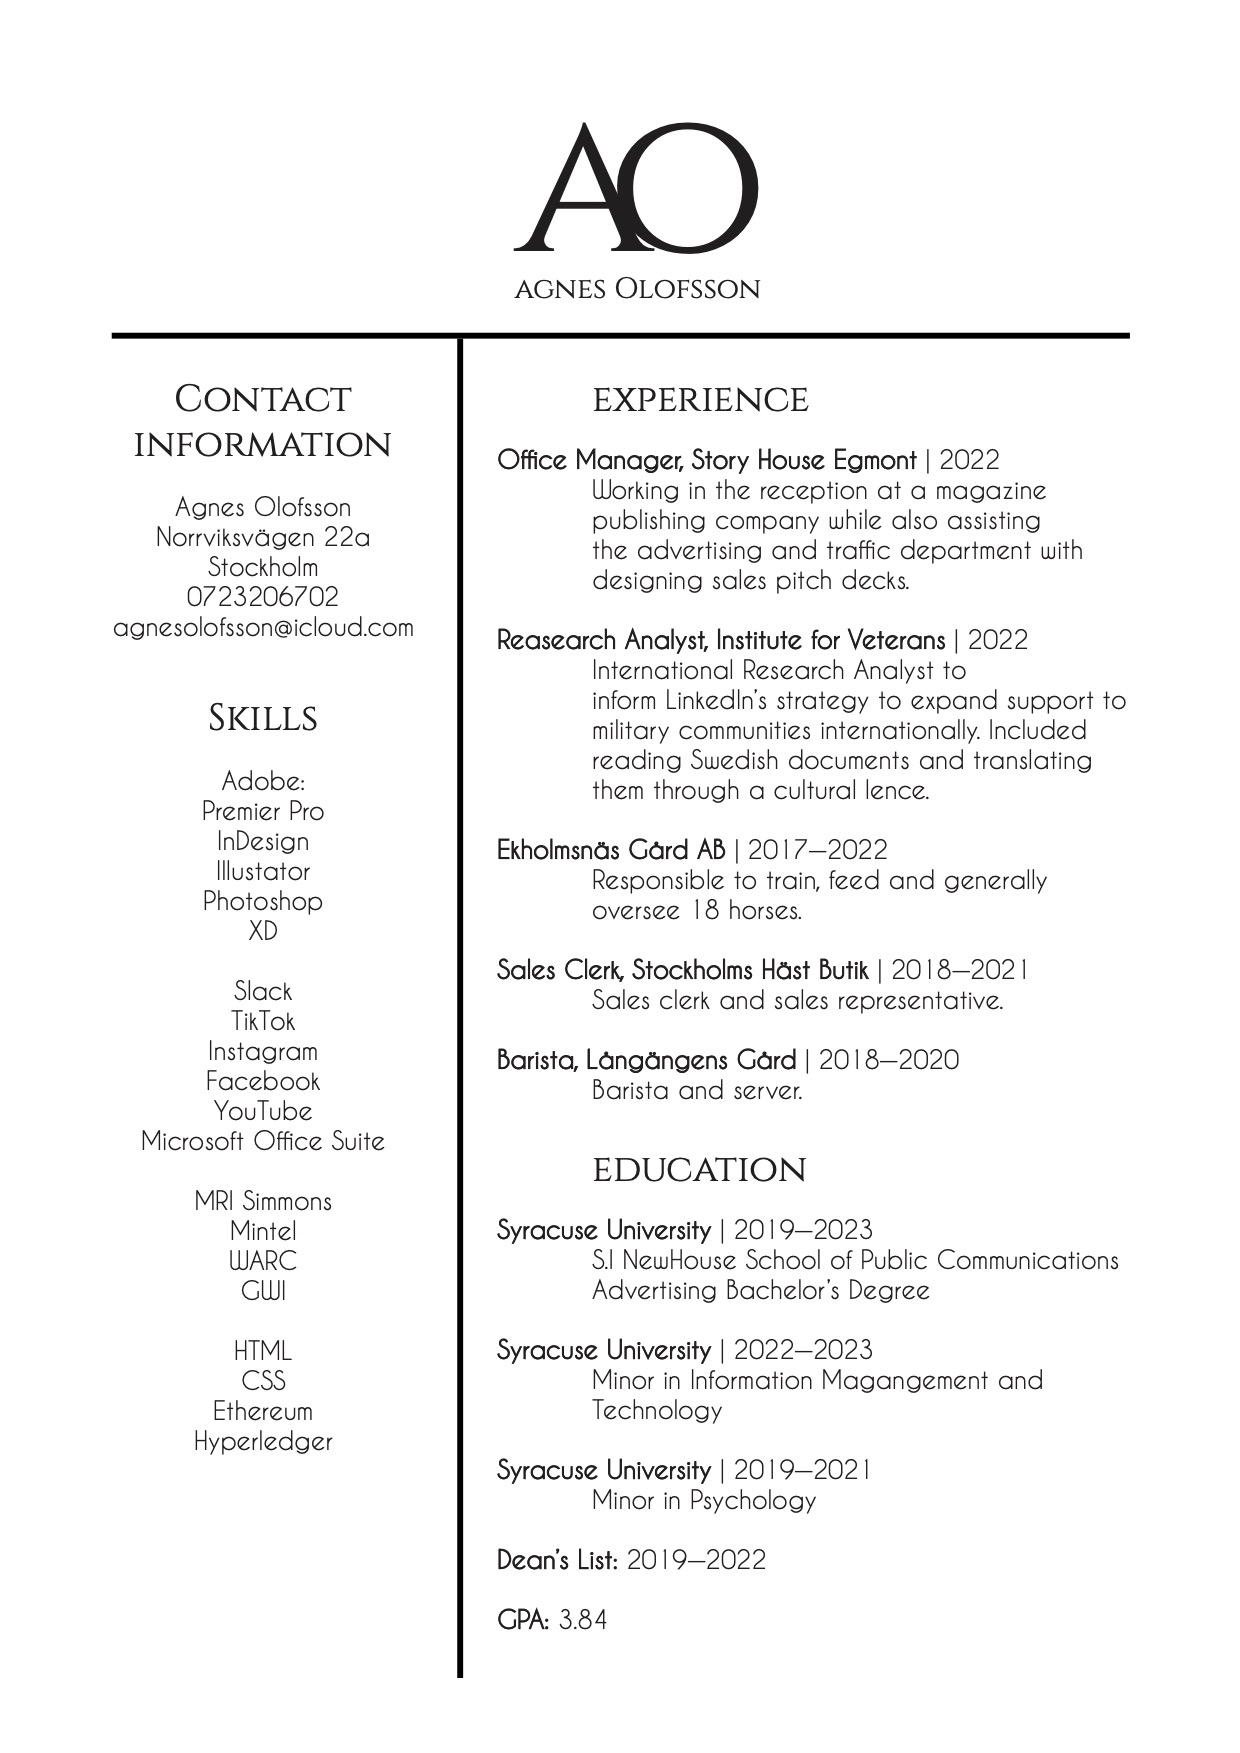 AO
AGNES OLOFSSON
CONTACT
INFORMATION
Agnes Olofsson
Norrviksvägen 22a
Stockholm
0723206702
agnesolofsson@icloud.com
SKILLS
Adobe:
Premier Pro
InDesign
Illustator
Photoshop
XD
Slack
TikTok
Instagram
Facebook
YouTube
Microsoft Office Suite
MRI Simmons
Mintel
WARC
GWI
HTML
CSS
Ethereum
Hyperledger
EXPERIENCE
Office Manager, Story House Egmont | 2022
Working in the reception at a magazine
publishing company while also assisting
the advertising and traffic department with
designing sales pitch decks.
Reasearch Analyst, Institute for Veterans | 2022
International Research Analyst to
inform LinkedIn's strategy to expand support to
military communities internationally. Included
reading Swedish documents and translating
them through a cultural lence.
Ekholmsnäs Gård AB | 2017–2022
Responsible to train, feed and generally
oversee 18 horses.
Sales Clerk, Stockholms Häst Butik | 2018–2021
Sales clerk and sales representative.
Barista, Långängens Gård | 2018–2020
Barista and server.
EDUCATION
Syracuse University | 2019–2023
S.I NewHouse School of Public Communications
Advertising Bachelor's Degree
Syracuse University | 2022–2023
Minor in Information Magangement and
Technology
Syracuse University | 2019–2021
Minor in Psychology
Dean's List: 2019–2022
GPA: 3.84